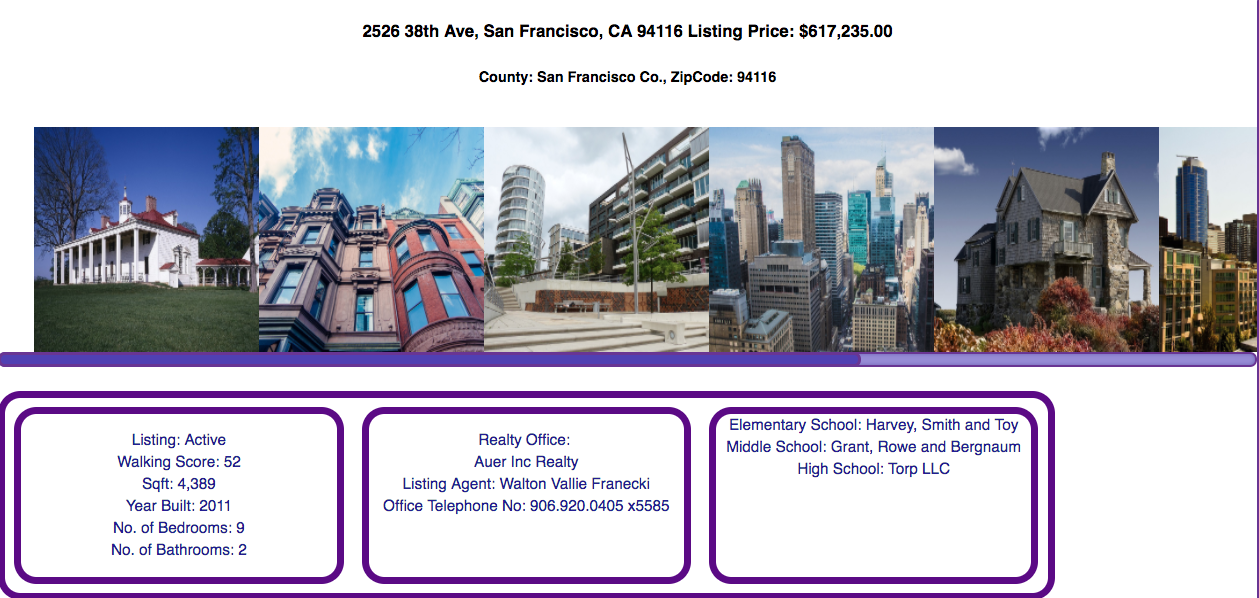 2526 38th Ave, San Francisco, CA 94116 Listing Price: $617,235.00
County: San Francisco Co., ZipCode: 94116
Listing: Active
Walking Score: 52
Sqft: 4,389
Year Built: 2011
No. of Bedrooms: 9
No. of Bathrooms: 2
Realty Office:
Auer Inc Realty
Listing Agent: Walton Vallie Franecki
Office Telephone No: 906.920.0405 x5585
Elementary School: Harvey, Smith and Toy
Middle School: Grant, Rowe and Bergnaum
High School: Torp LLC